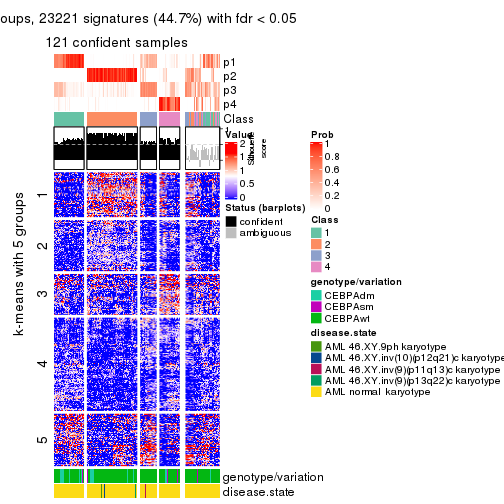 oups, 23221 signatures (44.7%) with fdr < 0.05
121 confident samples
p1
p2
p3
p4
Class
Value
2
1.5
1
0.5
0
Silhouette
score
1
Prob
1
0.8
0.6
0.4
0.2
0
Status (barplots)
confident
ambiguous
Class
1
2
3
4
genotype/variation
CEBPAdm
CEBPAsm
CEBPAwt
disease.state
AML 46.XY.9ph karyotype
AML 46.XY.inv(10)(p12q21)c karyotype
AML 46.XY.inv(9)(p11q13)c karyotype
AML 46.XY.inv(9)(p13q22)c karyotype
AML normal karyotype
k-means with 5 groups
1
2
3
4
5
genotype/variation
disease.state